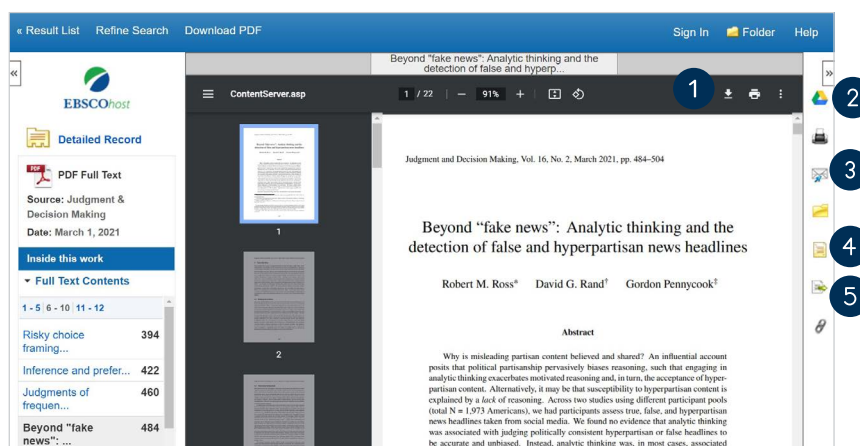 « Result List Refine Search Download PDF Sign In Folder Help
Beyond "fake news": Analytic thinking and the
detection of false and hyperp...
« »
EBSCOhost
ContentServer.asp 1 / 22 — 91% + 1
2
Detailed Record
PDF
PDF Full Text
Source: Judgment &
Decision Making
Date: March 1, 2021
Inside this work
Full Text Contents
1 - 5 6 - 10 11 - 12
Risky choice
framing... 394
Inference and prefer... 422
Judgments of
frequen... 460
Beyond "fake
news": ... 484
1
2
Judgment and Decision Making, Vol. 16, No. 2, March 2021, pp. 484–504
Beyond “fake news”: Analytic thinking and the
detection of false and hyperpartisan news headlines
Robert M. Ross* David G. Rand† Gordon Pennycook‡
Abstract
Why is misleading partisan content believed and shared? An influential account
posits that political partisanship pervasively biases reasoning, such that engaging in
analytic thinking exacerbates motivated reasoning and, in turn, the acceptance of hyper-
partisan content. Alternatively, it may be that susceptibility to hyperpartisan content is
explained by a lack of reasoning. Across two studies using different participant pools
(total N = 1,973 Americans), we had participants assess true, false, and hyperpartisan
news headlines taken from social media. We found no evidence that analytic thinking
was associated with judging politically consistent hyperpartisan or false headlines to
be accurate and unbiased. Instead, analytic thinking was, in most cases, associated
3
4
5